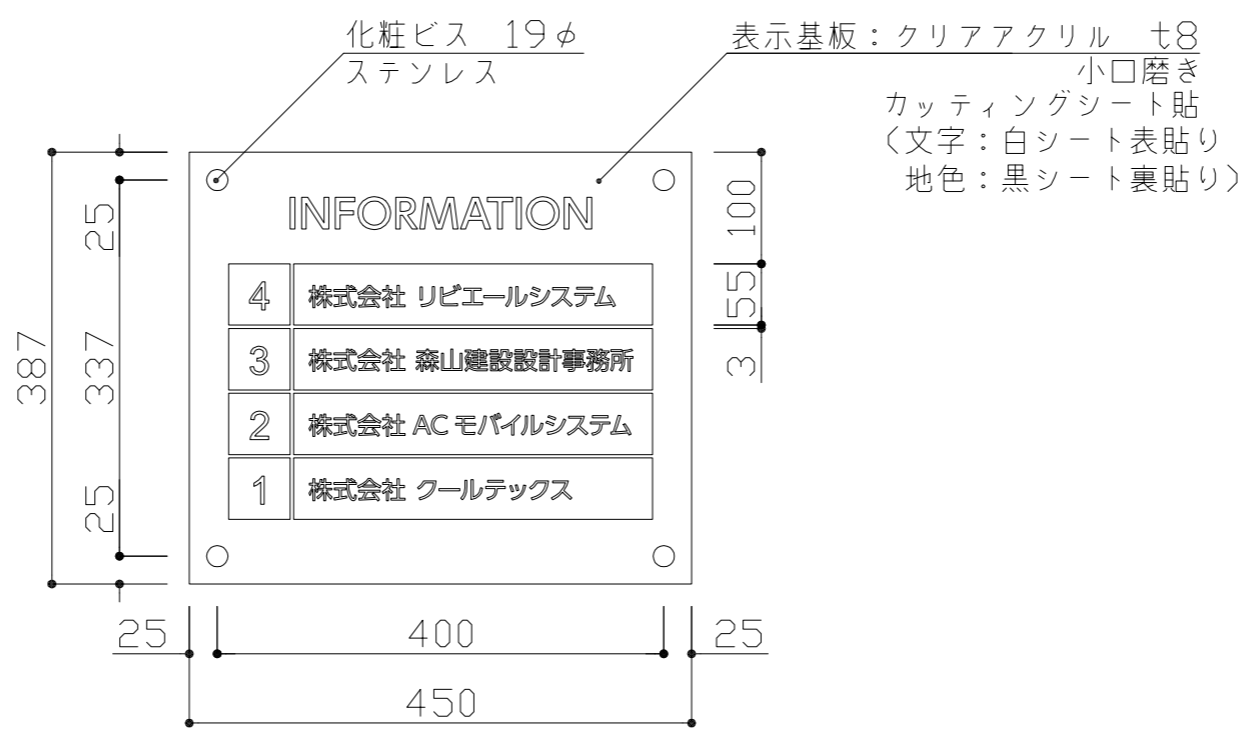 化粧ビス 19φ
ステンレス
表示基板：クリアアクリル t8
小口磨き
カッティングシート貼
(文字：白シート表貼り
地色：黒シート裏貼り)
INFORMATION
4 株式会社 リビエールシステム
3 株式会社 森山建設設計事務所
2 株式会社 AC モバイルシステム
1 株式会社 クールテックス
387
25
337
25
100
55
3
25
400
25
450